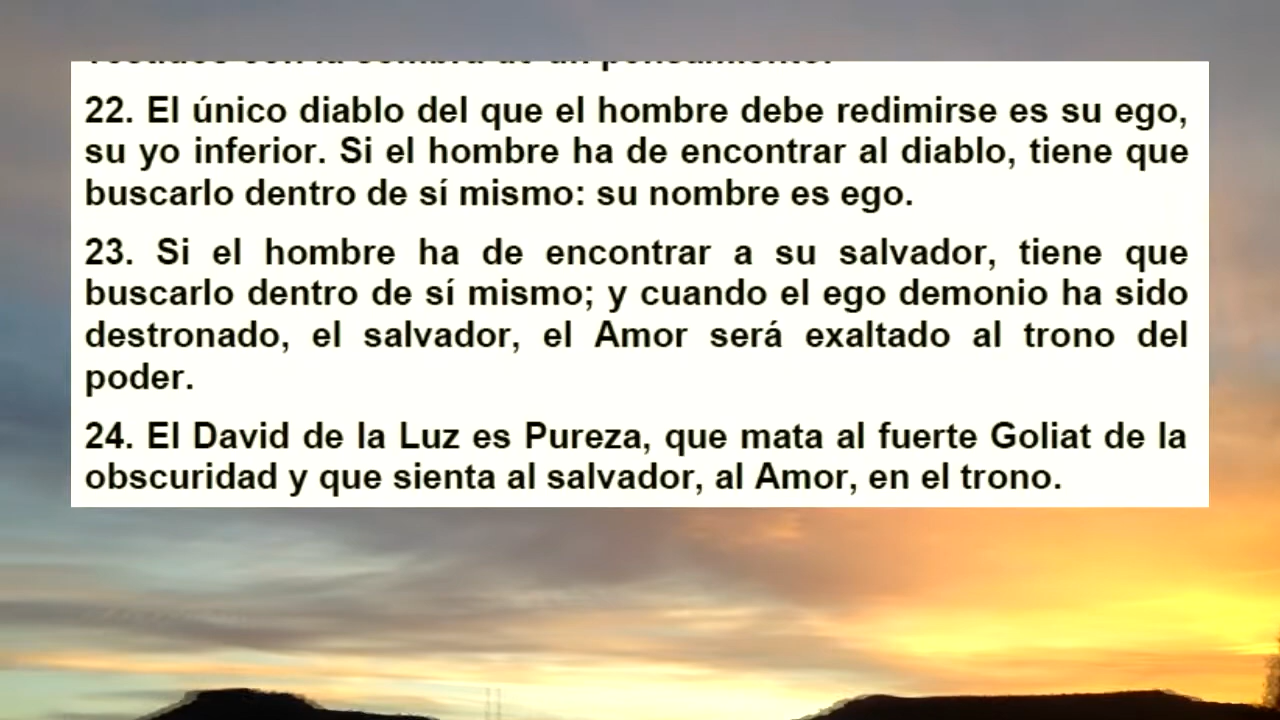 22. El único diablo del que el hombre debe redimirse es su ego,
su yo inferior. Si el hombre ha de encontrar al diablo, tiene que
buscarlo dentro de sí mismo: su nombre es ego.
23. Si el hombre ha de encontrar a su salvador, tiene que
buscarlo dentro de sí mismo; y cuando el ego demonio ha sido
destronado, el salvador, el Amor será exaltado al trono del
poder.
24. El David de la Luz es Pureza, que mata al fuerte Goliat de la
obscuridad y que sienta al salvador, al Amor, en el trono.